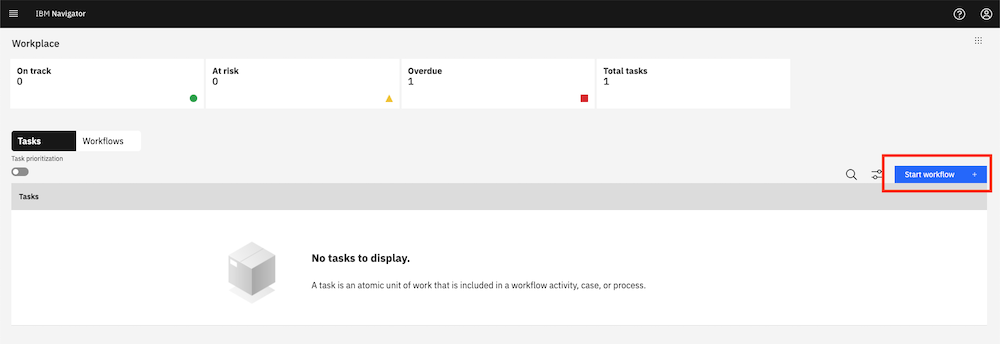 IBM Navigator
Workplace
On track
0
At risk
0
Overdue
1
Total tasks
1
Tasks
Workflows
Task prioritization
Start workflow +
Tasks
No tasks to display.
A task is an atomic unit of work that is included in a workflow activity, case, or process.